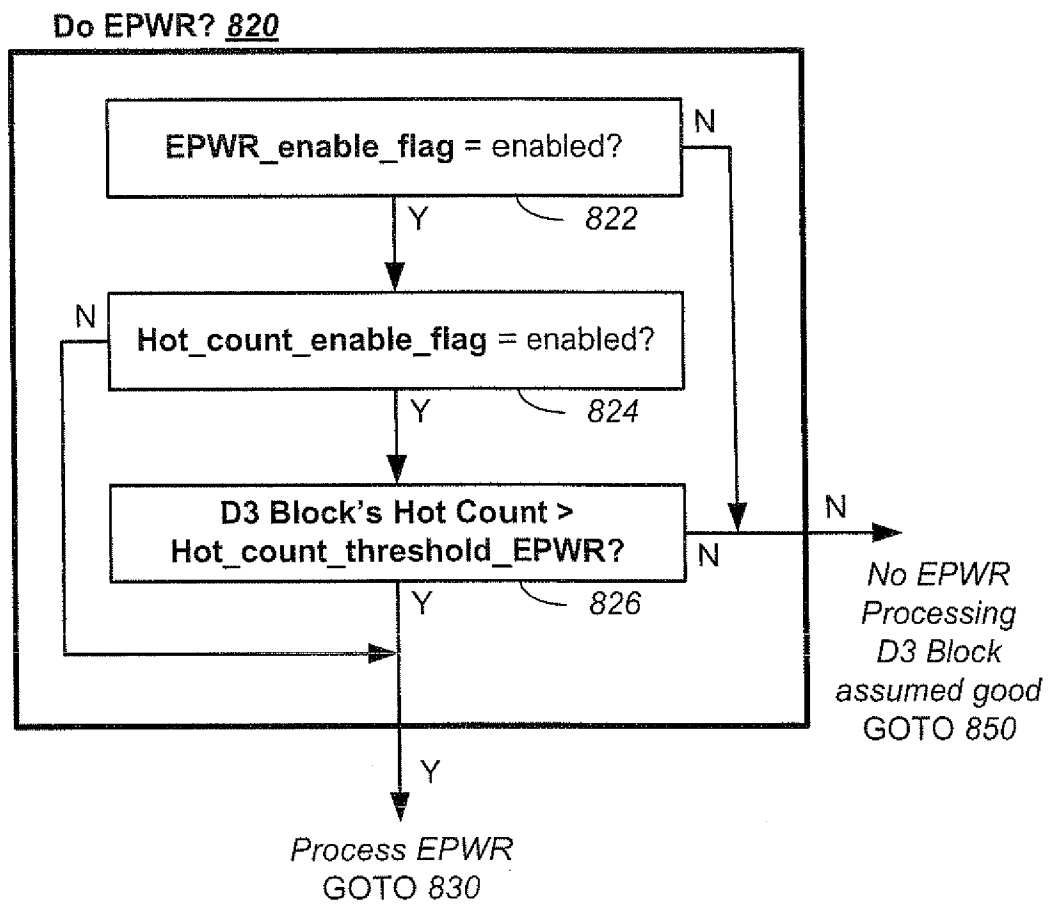 Do EPWR? 820
EPWR_enable_flag = enabled?
N
Y
822
N
Hot_count_enable_flag = enabled?
Y
824
D3 Block's Hot Count >
Hot_count_threshold_EPWR?
N
N
Y
826
No EPWR
Processing
D3 Block
assumed good
GOTO 850
Y
Process EPWR
GOTO 830